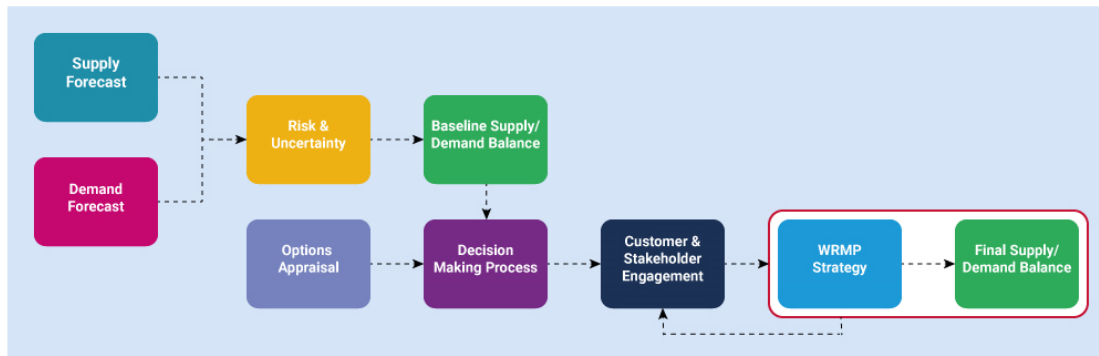 Supply
Forecast
Demand
Forecast
Risk &
Uncertainty
Baseline Supply/
Demand Balance
Options
Appraisal
Decision
Making Process
Customer &
Stakeholder
Engagement
WRMP
Strategy
Final Supply/
Demand Balance